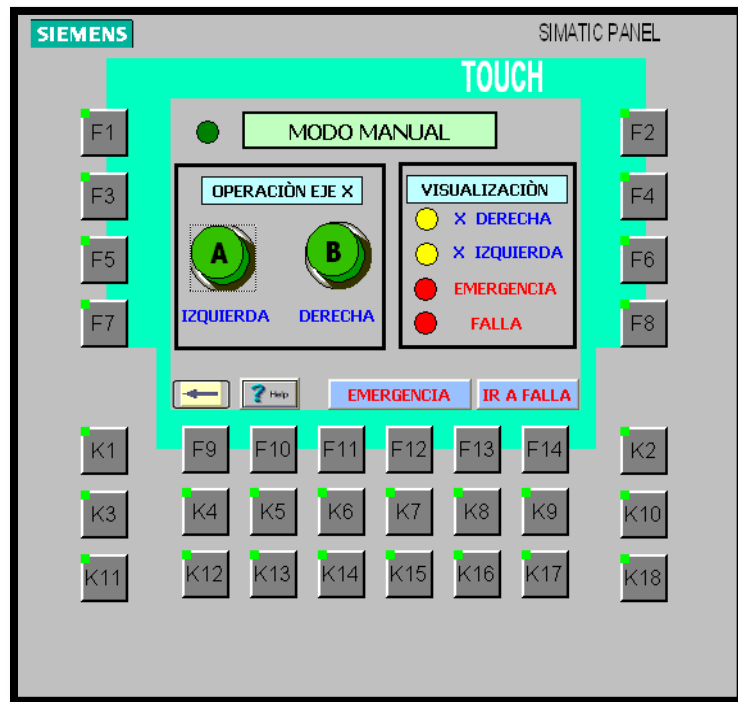 SIEMENS SIMATIC PANEL
TOUCH
F1 MODO MANUAL F2
F3 OPERACIÒN EJE X VISUALIZACIÒN F4
X DERECHA
F5 A B X IZQUIERDA F6
EMERGENCIA
F7 IZQUIERDA DERECHA FALLA F8
? Help EMERGENCIA IR A FALLA
K1 F9 F10 F11 F12 F13 F14 K2
K3 K4 K5 K6 K7 K8 K9 K10
K11 K12 K13 K14 K15 K16 K17 K18